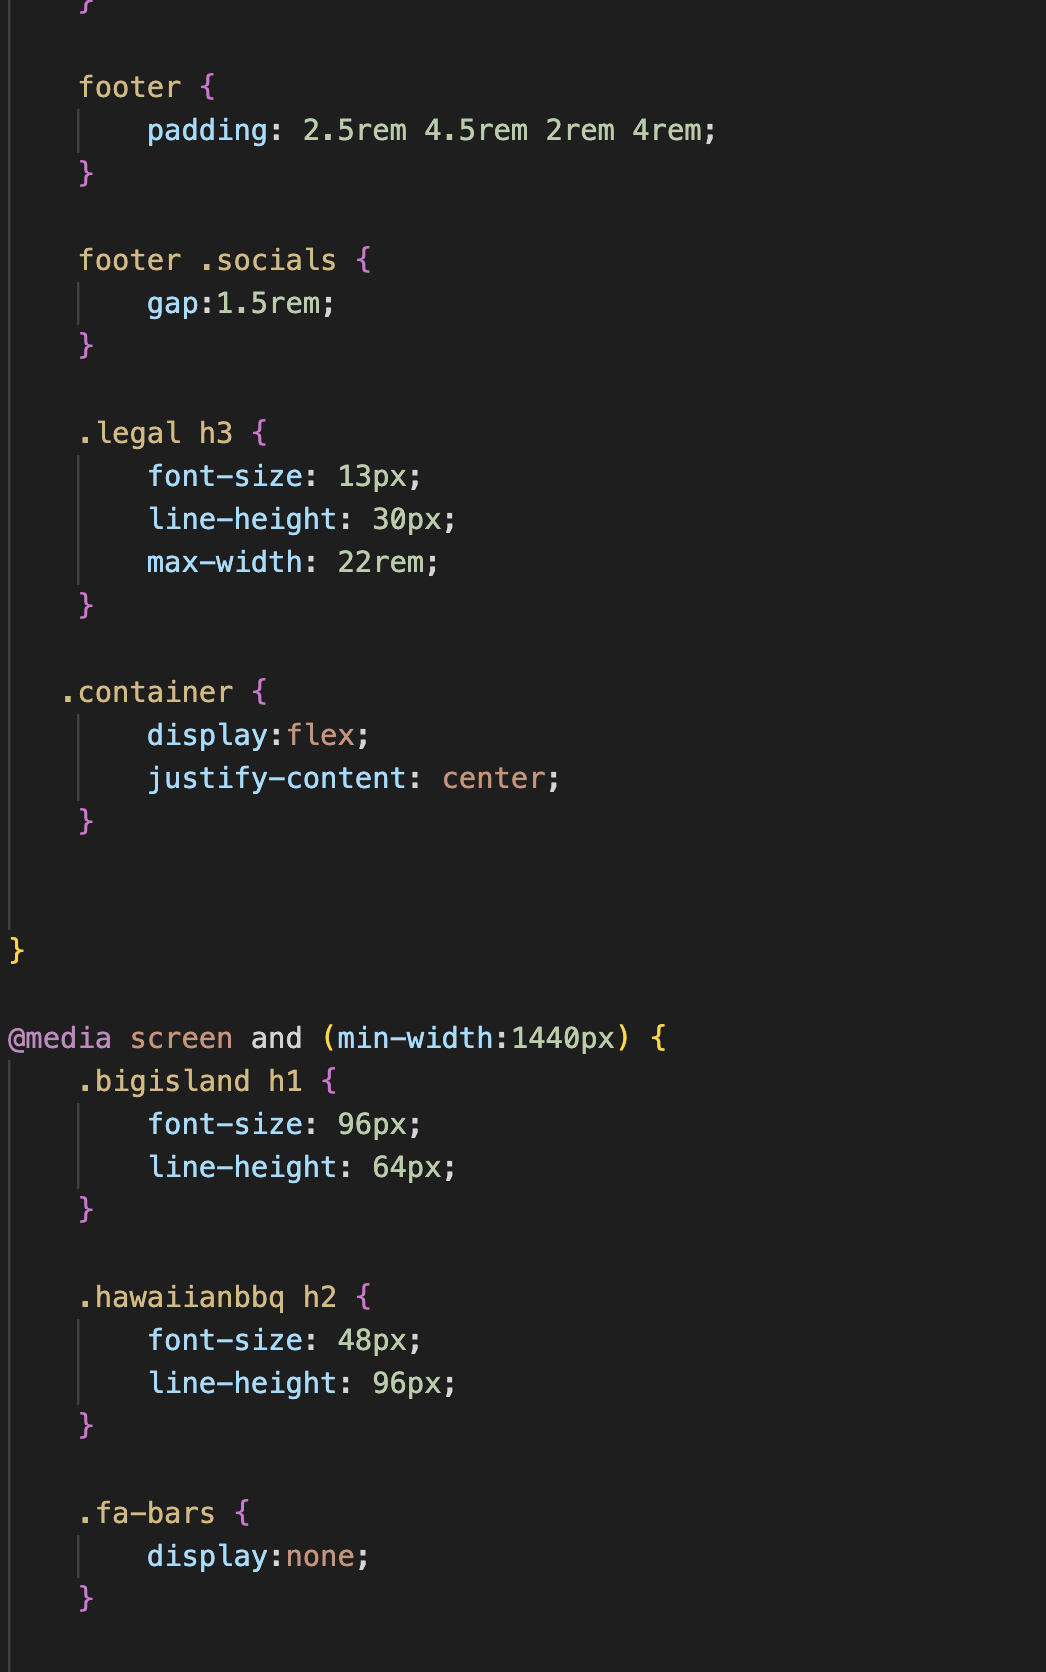 }
footer {
padding: 2.5rem 4.5rem 2rem 4rem;
}
footer .socials {
gap:1.5rem;
}
.legal h3 {
font-size: 13px;
line-height: 30px;
max-width: 22rem;
}
.container {
display:flex;
justify-content: center;
}
}
@media screen and (min-width:1440px) {
.bigisland h1 {
font-size: 96px;
line-height: 64px;
}
.hawaiianbbq h2 {
font-size: 48px;
line-height: 96px;
}
.fa-bars {
display:none;
}